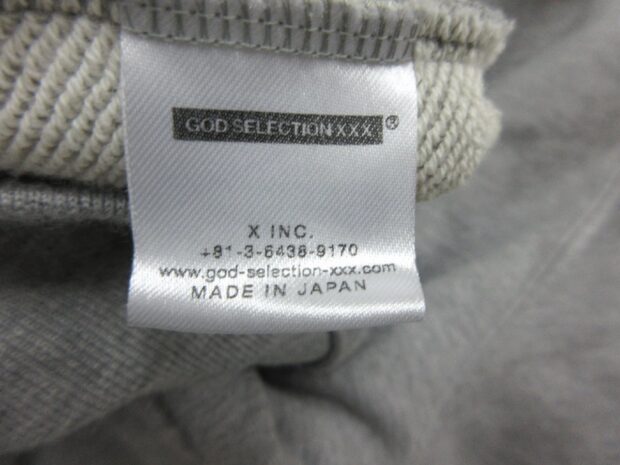 GOD SELECTION XXX ®
X INC.
+81-3-6438-9170
www.god-selection-xxx.com
MADE IN JAPAN